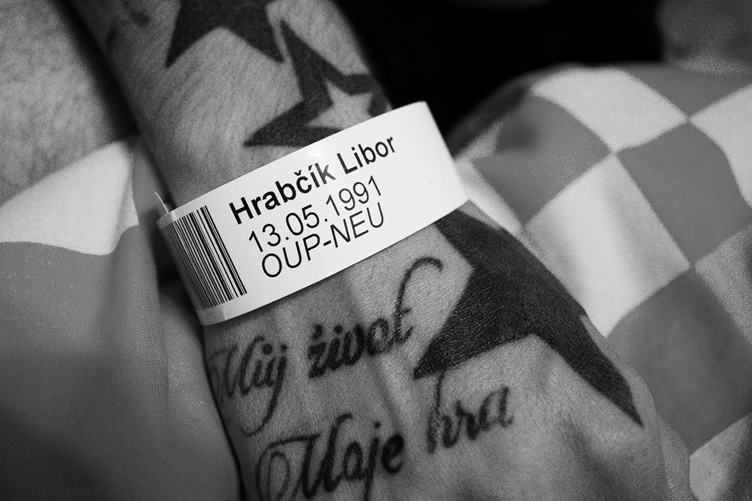 Hrabčík Libor
13.05.1991
OUP-NEU
Můj život
Moje hra